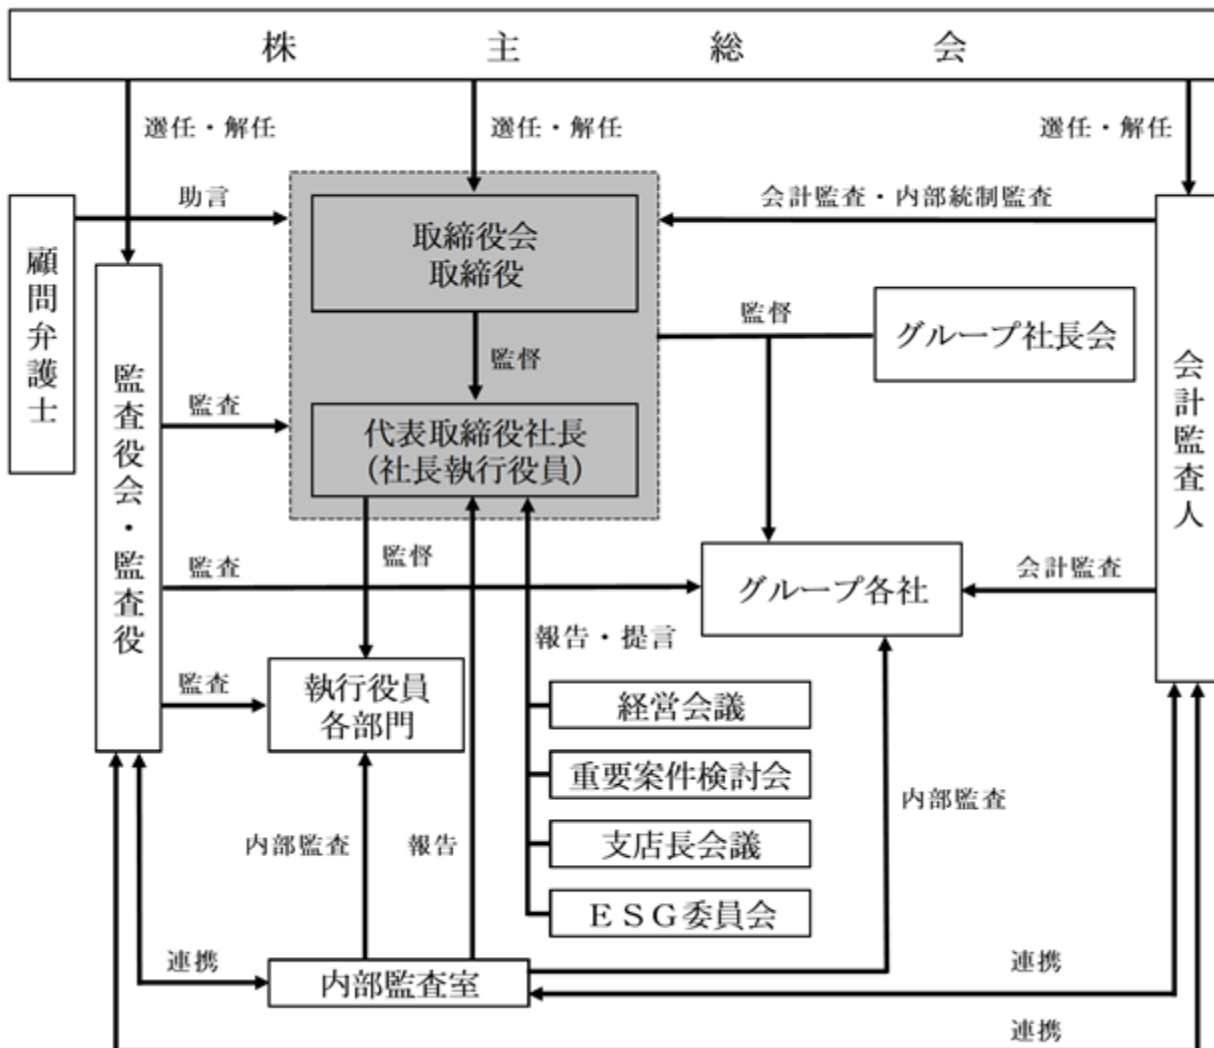 株主総会
選任・解任
選任・解任
選任・解任
助言
会計監査・内部統制監査
顧問弁護士
取締役会
取締役
監督
グループ社長会
監督
監査役会・監査役
監査
代表取締役社長
(社長執行役員)
会計監査人
監督
監査
グループ各社
会計監査
報告・提言
監査
執行役員
各部門
経営会議
重要案件検討会
内部監査
支店長会議
内部監査
報告
ESG委員会
連携
内部監査室
連携
連携